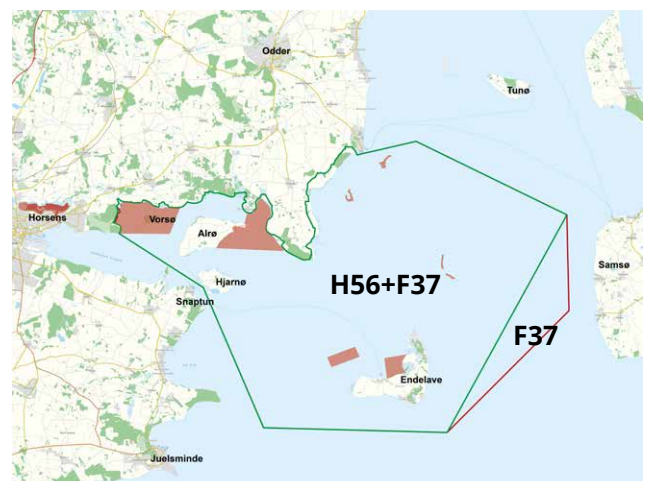 Odder
Tunø
Horsens
Vorsø
Alrø
Samsø
Hjarnø
H56+F37
Snaptun
F37
Endelave
Juelsminde